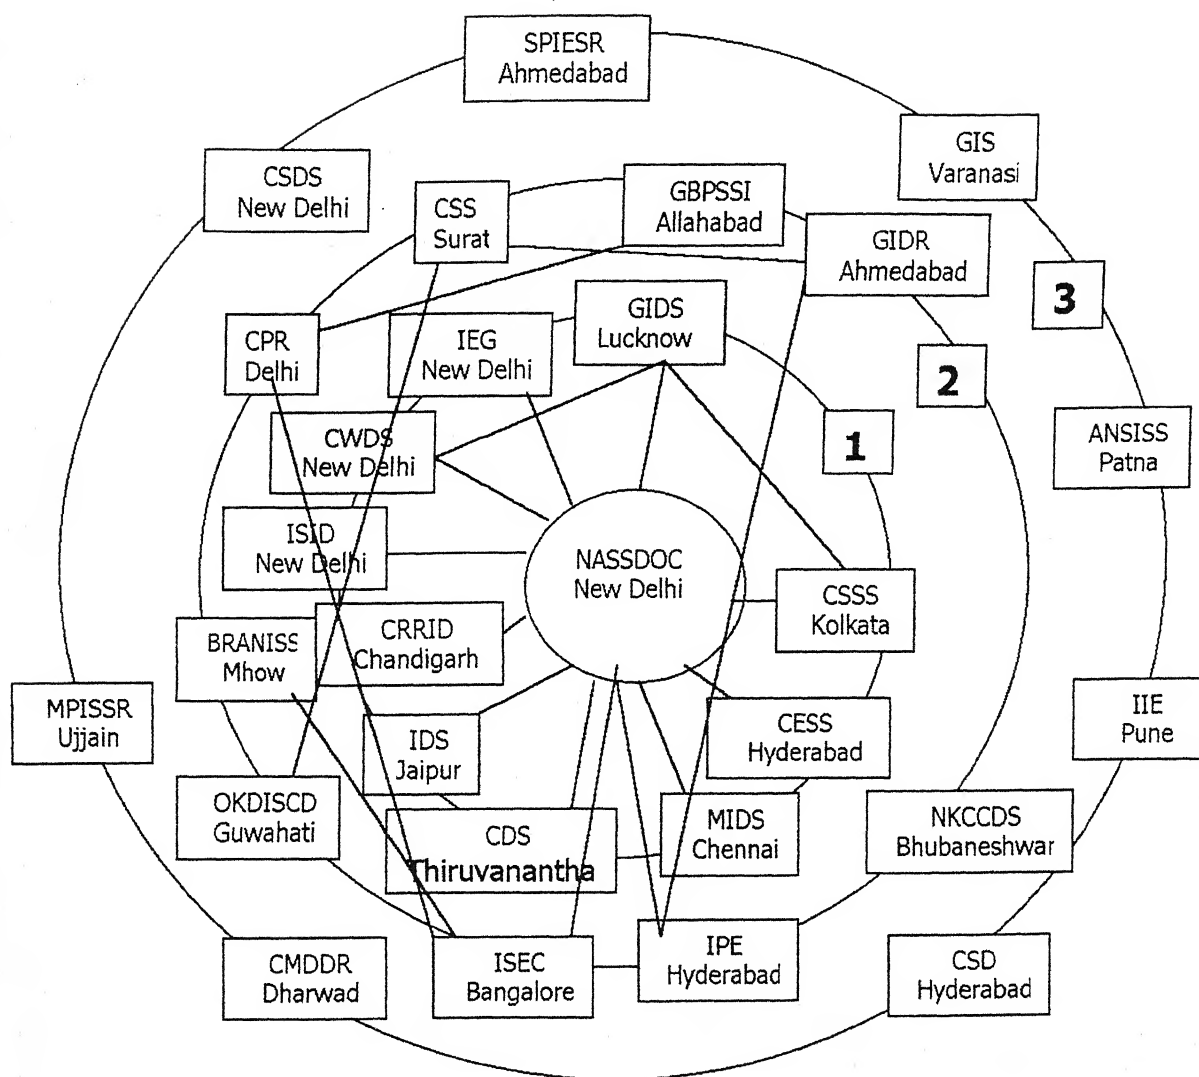 SPIESR
Ahmedabad
GIS
Varanasi
CSDS
New Delhi
CSS
Surat
GBPSSI
Allahabad
GIDR
Ahmedabad
3
GIDS
Lucknow
CPR
Delhi
IEG
New Delhi
2
CWDS
New Delhi
1
ANSISS
Patna
ISID
New Delhi
NASSDOC
New Delhi
CSSS
Kolkata
BRANISS
Mhow
CRRID
Chandigarh
MPISSR
Ujjain
IIE
Pune
IDS
Jaipur
CESS
Hyderabad
OKDISCD
Guwahati
CDS
Thiruvanantha
MIDS
Chennai
NKCCDS
Bhubaneshwar
CMDDR
Dharwad
ISEC
Bangalore
IPE
Hyderabad
CSD
Hyderabad